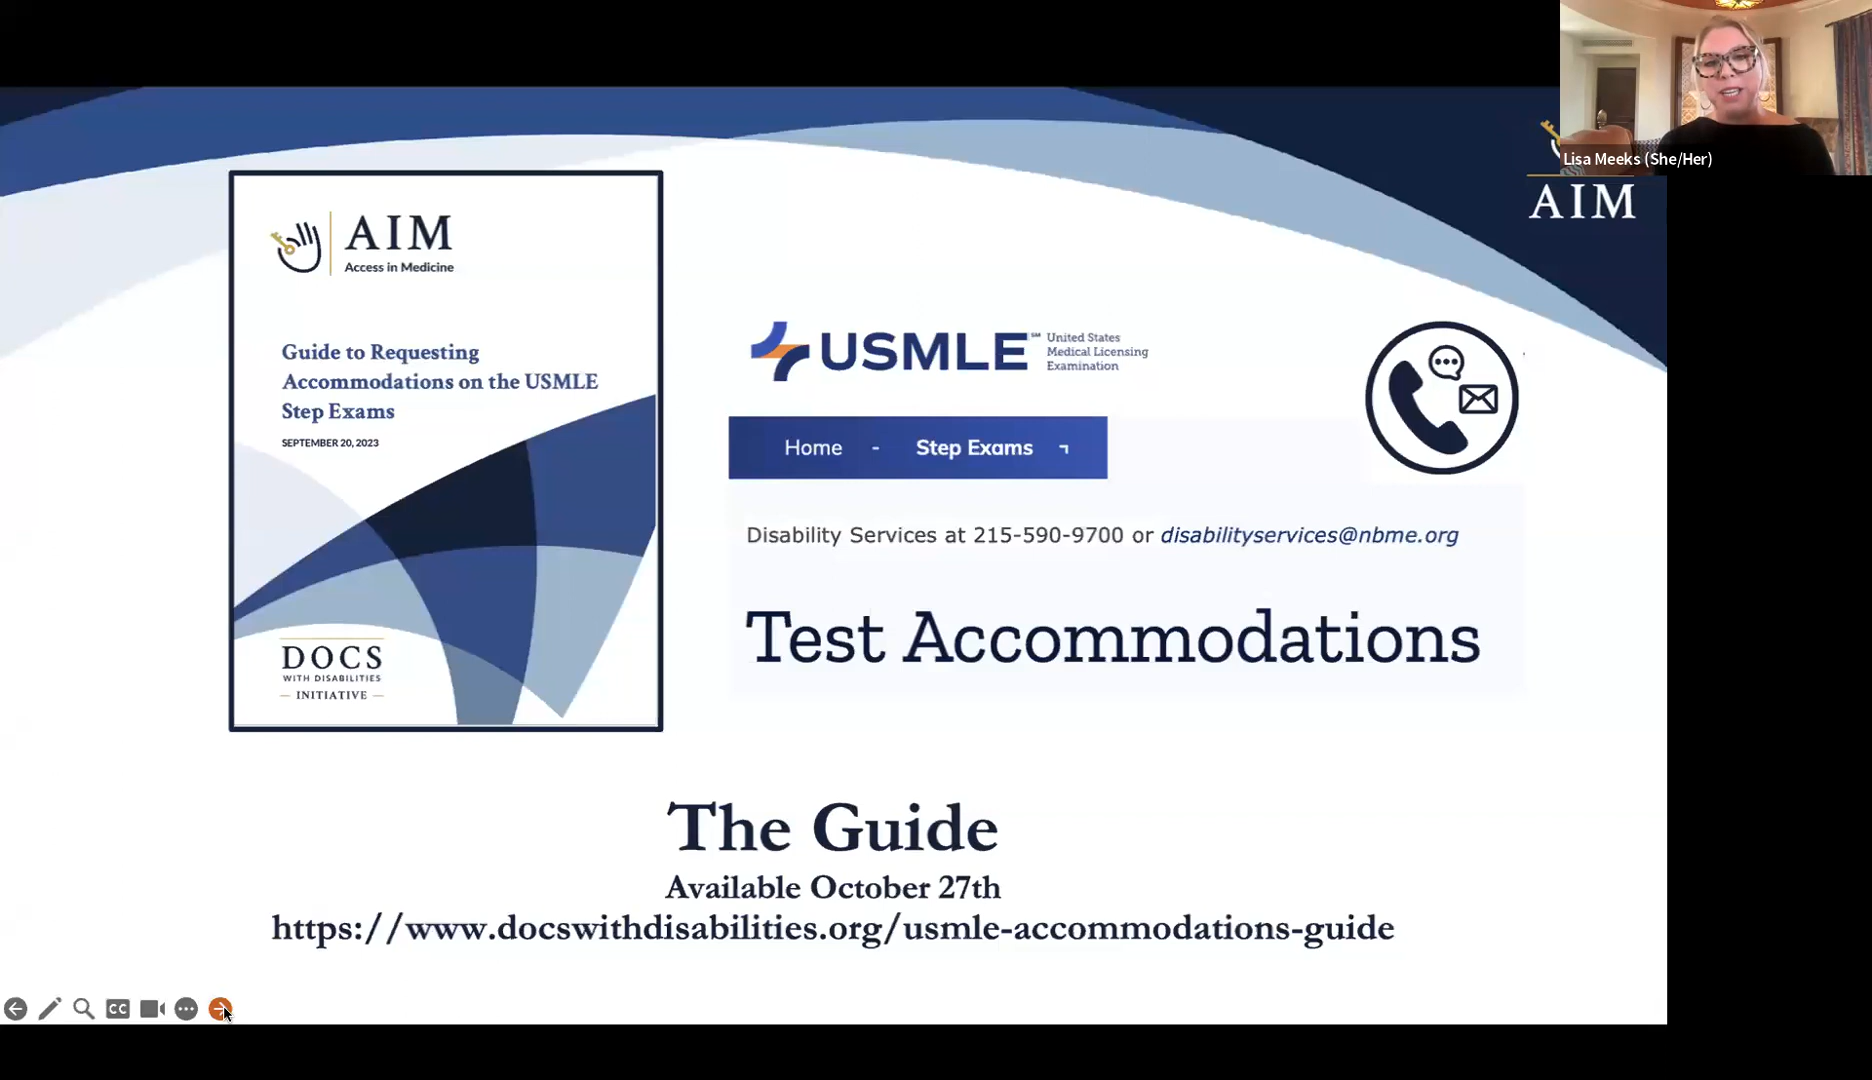 Lisa Meeks (She/Her)
AIM
AIM
Access in Medicine
Guide to Requesting
Accommodations on the USMLE
Step Exams
SEPTEMBER 20, 2023
DOCS
WITH DISABILITIES
— INITIATIVE —
USMLE℠
United States
Medical Licensing
Examination
Home - Step Exams ¬
Disability Services at 215-590-9700 or disabilityservices@nbme.org
Test Accommodations
The Guide
Available October 27th
https://www.docswithdisabilities.org/usmle-accommodations-guide
CC